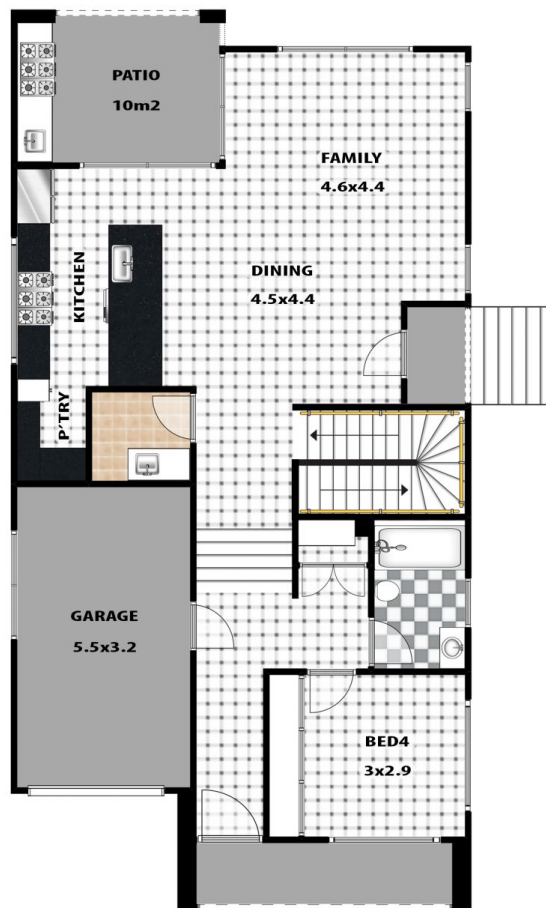 PATIO
10m2
FAMILY
4.6x4.4
KITCHEN
DINING
4.5x4.4
P'TRY
GARAGE
5.5x3.2
BED4
3x2.9